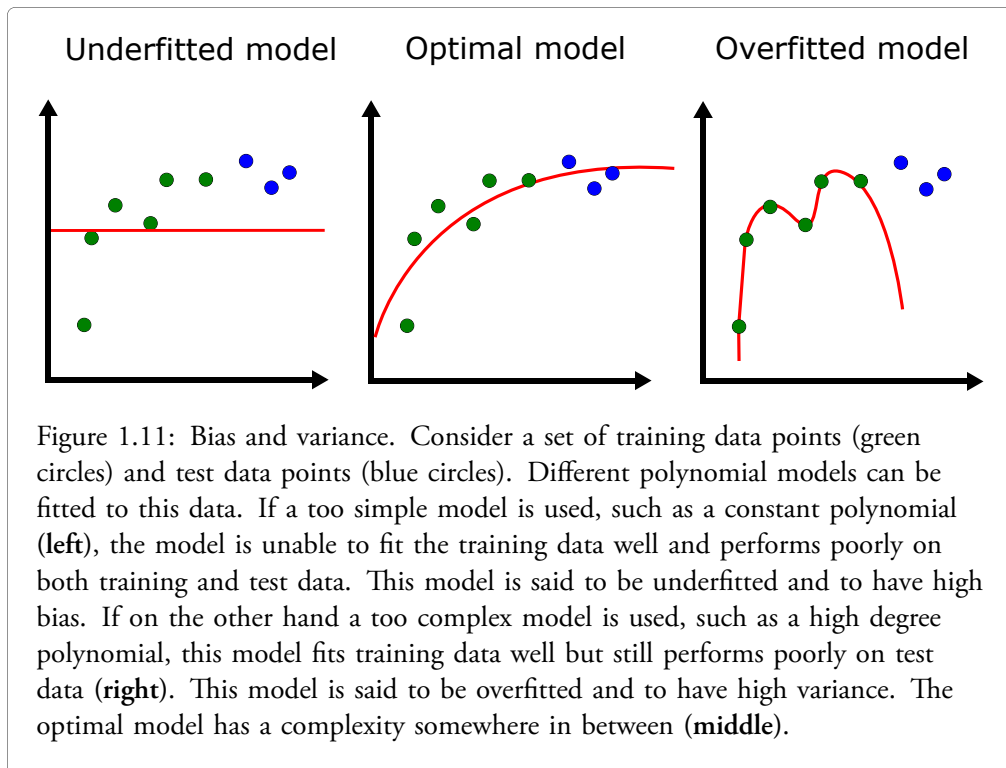 Underfitted model
Optimal model
Overfitted model
Figure 1.11: Bias and variance. Consider a set of training data points (green
circles) and test data points (blue circles). Different polynomial models can be
fitted to this data. If a too simple model is used, such as a constant polynomial
(left), the model is unable to fit the training data well and performs poorly on
both training and test data. This model is said to be underfitted and to have high
bias. If on the other hand a too complex model is used, such as a high degree
polynomial, this model fits training data well but still performs poorly on test
data (right). This model is said to be overfitted and to have high variance. The
optimal model has a complexity somewhere in between (middle).